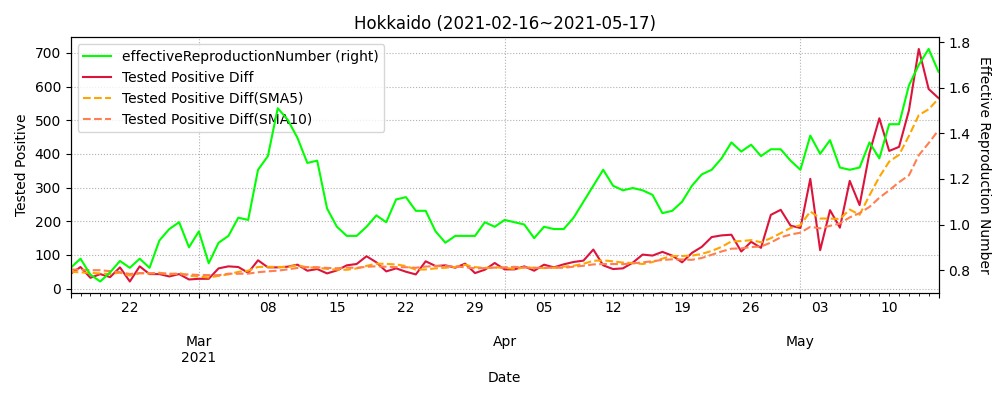 Hokkaido (2021-02-16~2021-05-17)
effectiveReproductionNumber (right)
Tested Positive Diff
Tested Positive Diff(SMA5)
Tested Positive Diff(SMA10)
Tested Positive
700
600
500
400
300
200
100
0
1.8
1.6
1.4
1.2
1.0
0.8
Effective Reproduction Number
22 08 15 22 29 05 12 19 26 03 10
Mar Apr May
2021
Date